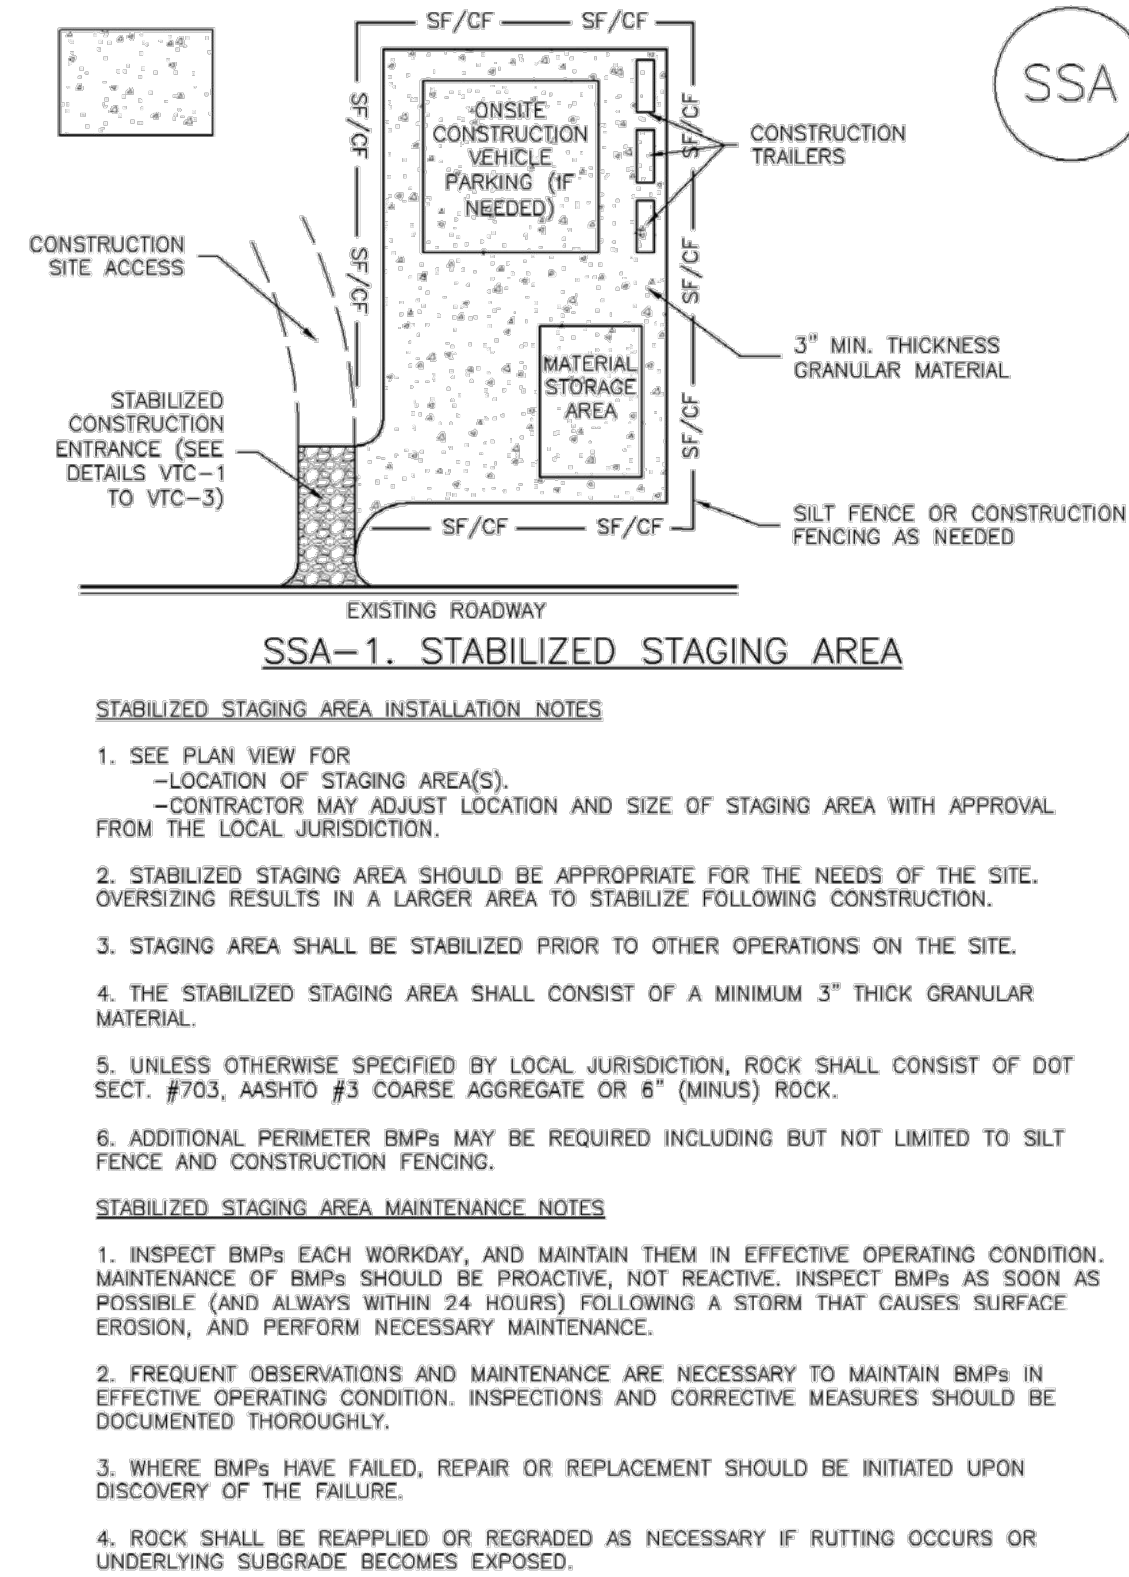 SF/CF SF/CF
SSA
SF/CF
SF/CF
ONSITE
CONSTRUCTION
VEHICLE
PARKING (IF
NEEDED)
CONSTRUCTION
TRAILERS
CONSTRUCTION
SITE ACCESS
SF/CF
SF/CF
3" MIN. THICKNESS
GRANULAR MATERIAL
MATERIAL
STORAGE
AREA
STABILIZED
CONSTRUCTION
ENTRANCE (SEE
DETAILS VTC-1
TO VTC-3)
SF/CF
SF/CF SF/CF
SILT FENCE OR CONSTRUCTION
FENCING AS NEEDED
EXISTING ROADWAY
SSA-1. STABILIZED STAGING AREA
STABILIZED STAGING AREA INSTALLATION NOTES
1. SEE PLAN VIEW FOR
-LOCATION OF STAGING AREA(S).
-CONTRACTOR MAY ADJUST LOCATION AND SIZE OF STAGING AREA WITH APPROVAL
FROM THE LOCAL JURISDICTION.
2. STABILIZED STAGING AREA SHOULD BE APPROPRIATE FOR THE NEEDS OF THE SITE.
OVERSIZING RESULTS IN A LARGER AREA TO STABILIZE FOLLOWING CONSTRUCTION.
3. STAGING AREA SHALL BE STABILIZED PRIOR TO OTHER OPERATIONS ON THE SITE.
4. THE STABILIZED STAGING AREA SHALL CONSIST OF A MINIMUM 3" THICK GRANULAR
MATERIAL.
5. UNLESS OTHERWISE SPECIFIED BY LOCAL JURISDICTION, ROCK SHALL CONSIST OF DOT
SECT. #703, AASHTO #3 COARSE AGGREGATE OR 6" (MINUS) ROCK.
6. ADDITIONAL PERIMETER BMPs MAY BE REQUIRED INCLUDING BUT NOT LIMITED TO SILT
FENCE AND CONSTRUCTION FENCING.
STABILIZED STAGING AREA MAINTENANCE NOTES
1. INSPECT BMPs EACH WORKDAY, AND MAINTAIN THEM IN EFFECTIVE OPERATING CONDITION.
MAINTENANCE OF BMPs SHOULD BE PROACTIVE, NOT REACTIVE. INSPECT BMPs AS SOON AS
POSSIBLE (AND ALWAYS WITHIN 24 HOURS) FOLLOWING A STORM THAT CAUSES SURFACE
EROSION, AND PERFORM NECESSARY MAINTENANCE.
2. FREQUENT OBSERVATIONS AND MAINTENANCE ARE NECESSARY TO MAINTAIN BMPs IN
EFFECTIVE OPERATING CONDITION. INSPECTIONS AND CORRECTIVE MEASURES SHOULD BE
DOCUMENTED THOROUGHLY.
3. WHERE BMPs HAVE FAILED, REPAIR OR REPLACEMENT SHOULD BE INITIATED UPON
DISCOVERY OF THE FAILURE.
4. ROCK SHALL BE REAPPLIED OR REGRADED AS NECESSARY IF RUTTING OCCURS OR
UNDERLYING SUBGRADE BECOMES EXPOSED.